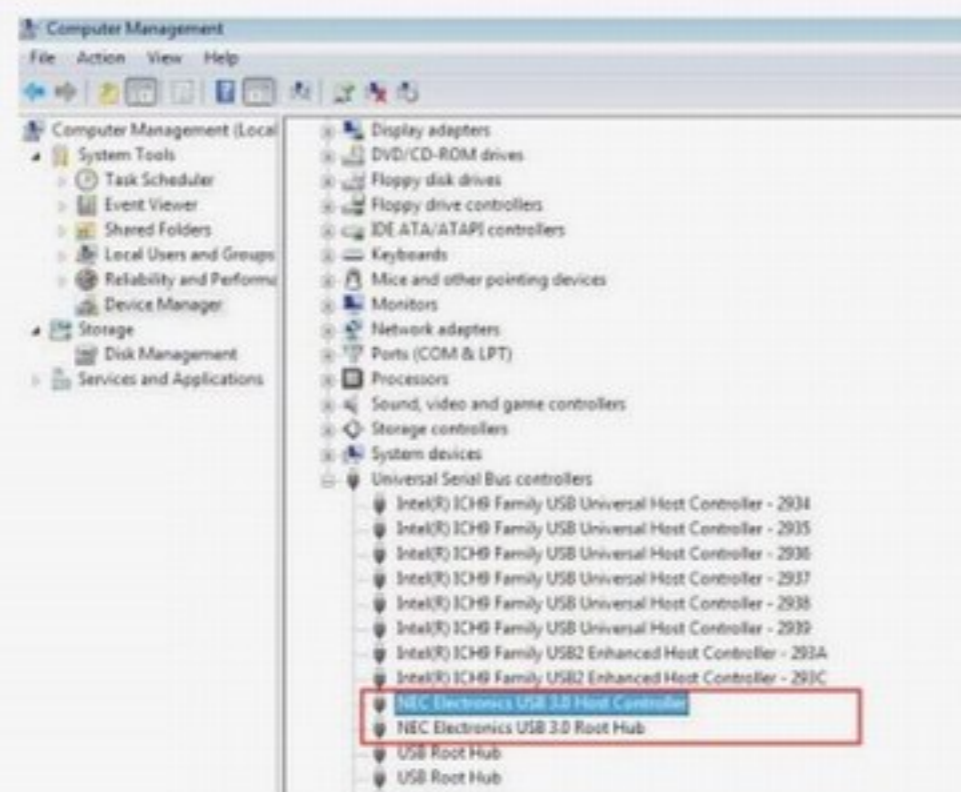 Computer Management
File Action View Help
Computer Management (Local
System Tools
Task Scheduler
Event Viewer
Shared Folders
Local Users and Groups
Reliability and Performa
Device Manager
Storage
Disk Management
Services and Applications
Display adapters
DVD/CD-ROM drives
Floppy disk drives
Floppy drive controllers
IDE ATA/ATAPI controllers
Keyboards
Mice and other pointing devices
Monitors
Network adapters
Ports (COM & LPT)
Processors
Sound, video and game controllers
Storage controllers
System devices
Universal Serial Bus controllers
Intel(R) ICH9 Family USB Universal Host Controller - 2934
Intel(R) ICH9 Family USB Universal Host Controller - 2935
Intel(R) ICH9 Family USB Universal Host Controller - 2936
Intel(R) ICH9 Family USB Universal Host Controller - 2937
Intel(R) ICH9 Family USB Universal Host Controller - 2938
Intel(R) ICH9 Family USB Universal Host Controller - 2939
Intel(R) ICH9 Family USB2 Enhanced Host Controller - 293A
Intel(R) ICH9 Family USB2 Enhanced Host Controller - 293C
NEC Electronics USB 3.0 Host Controller
NEC Electronics USB 3.0 Root Hub
USB Root Hub
USB Root Hub